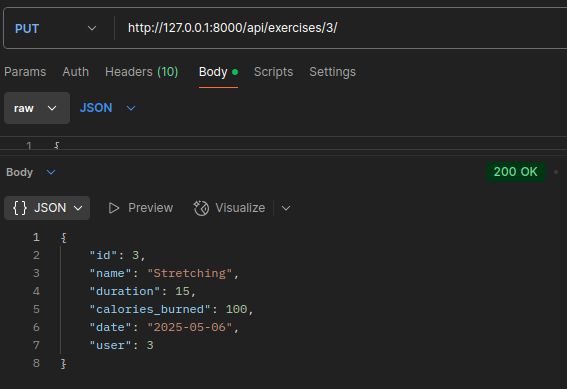 PUT http://127.0.0.1:8000/api/exercises/3/
Params Auth Headers (10) Body Scripts Settings
raw JSON
1 {
Body 200 OK
{} JSON Preview Visualize
1 {
2 "id": 3,
3 "name": "Stretching",
4 "duration": 15,
5 "calories_burned": 100,
6 "date": "2025-05-06",
7 "user": 3
8 }